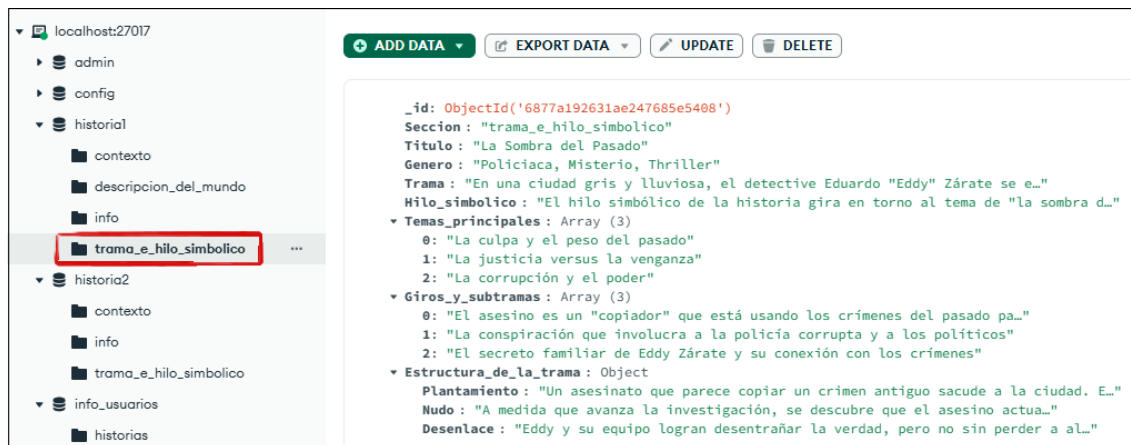 localhost:27017
admin
config
historia1
contexto
descripcion_del_mundo
info
trama_e_hilo_simbolico ...
historia2
contexto
info
trama_e_hilo_simbolico
info_usuarios
historias
ADD DATA EXPORT DATA UPDATE DELETE
_id: ObjectId('6877a192631ae247685e5408')
Seccion : "trama_e_hilo_simbolico"
Titulo : "La Sombra del Pasado"
Genero : "Policiaca, Misterio, Thriller"
Trama : "En una ciudad gris y lluviosa, el detective Eduardo "Eddy" Zárate se e…"
Hilo_simbolico : "El hilo simbólico de la historia gira en torno al tema de "la sombra d…"
Temas_principales : Array (3)
0: "La culpa y el peso del pasado"
1: "La justicia versus la venganza"
2: "La corrupción y el poder"
Giros_y_subtramas : Array (3)
0: "El asesino es un "copiador" que está usando los crímenes del pasado pa…"
1: "La conspiración que involucra a la policía corrupta y a los políticos"
2: "El secreto familiar de Eddy Zárate y su conexión con los crímenes"
Estructura_de_la_trama : Object
Plantamiento : "Un asesinato que parece copiar un crimen antiguo sacude a la ciudad. E…"
Nudo : "A medida que avanza la investigación, se descubre que el asesino actua…"
Desenlace : "Eddy y su equipo logran desentrañar la verdad, pero no sin perder a al…"